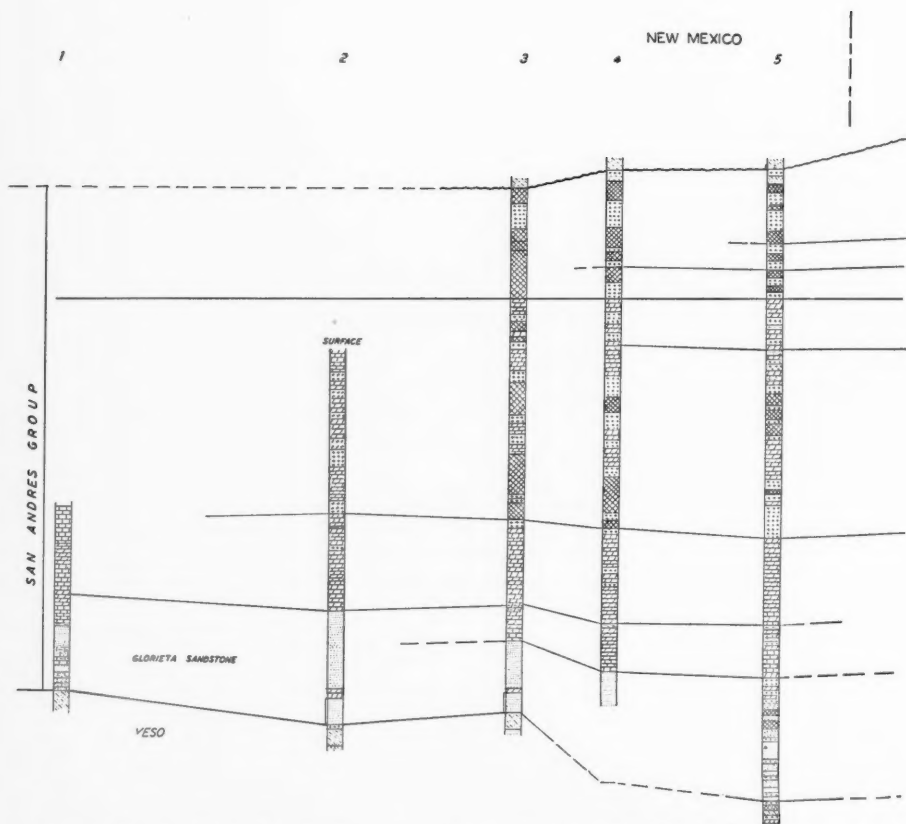 NEW MEXICO
1 2 3 4 5
SURFACE
SAN ANDRES GROUP
GLORIETA SANDSTONE
YESO